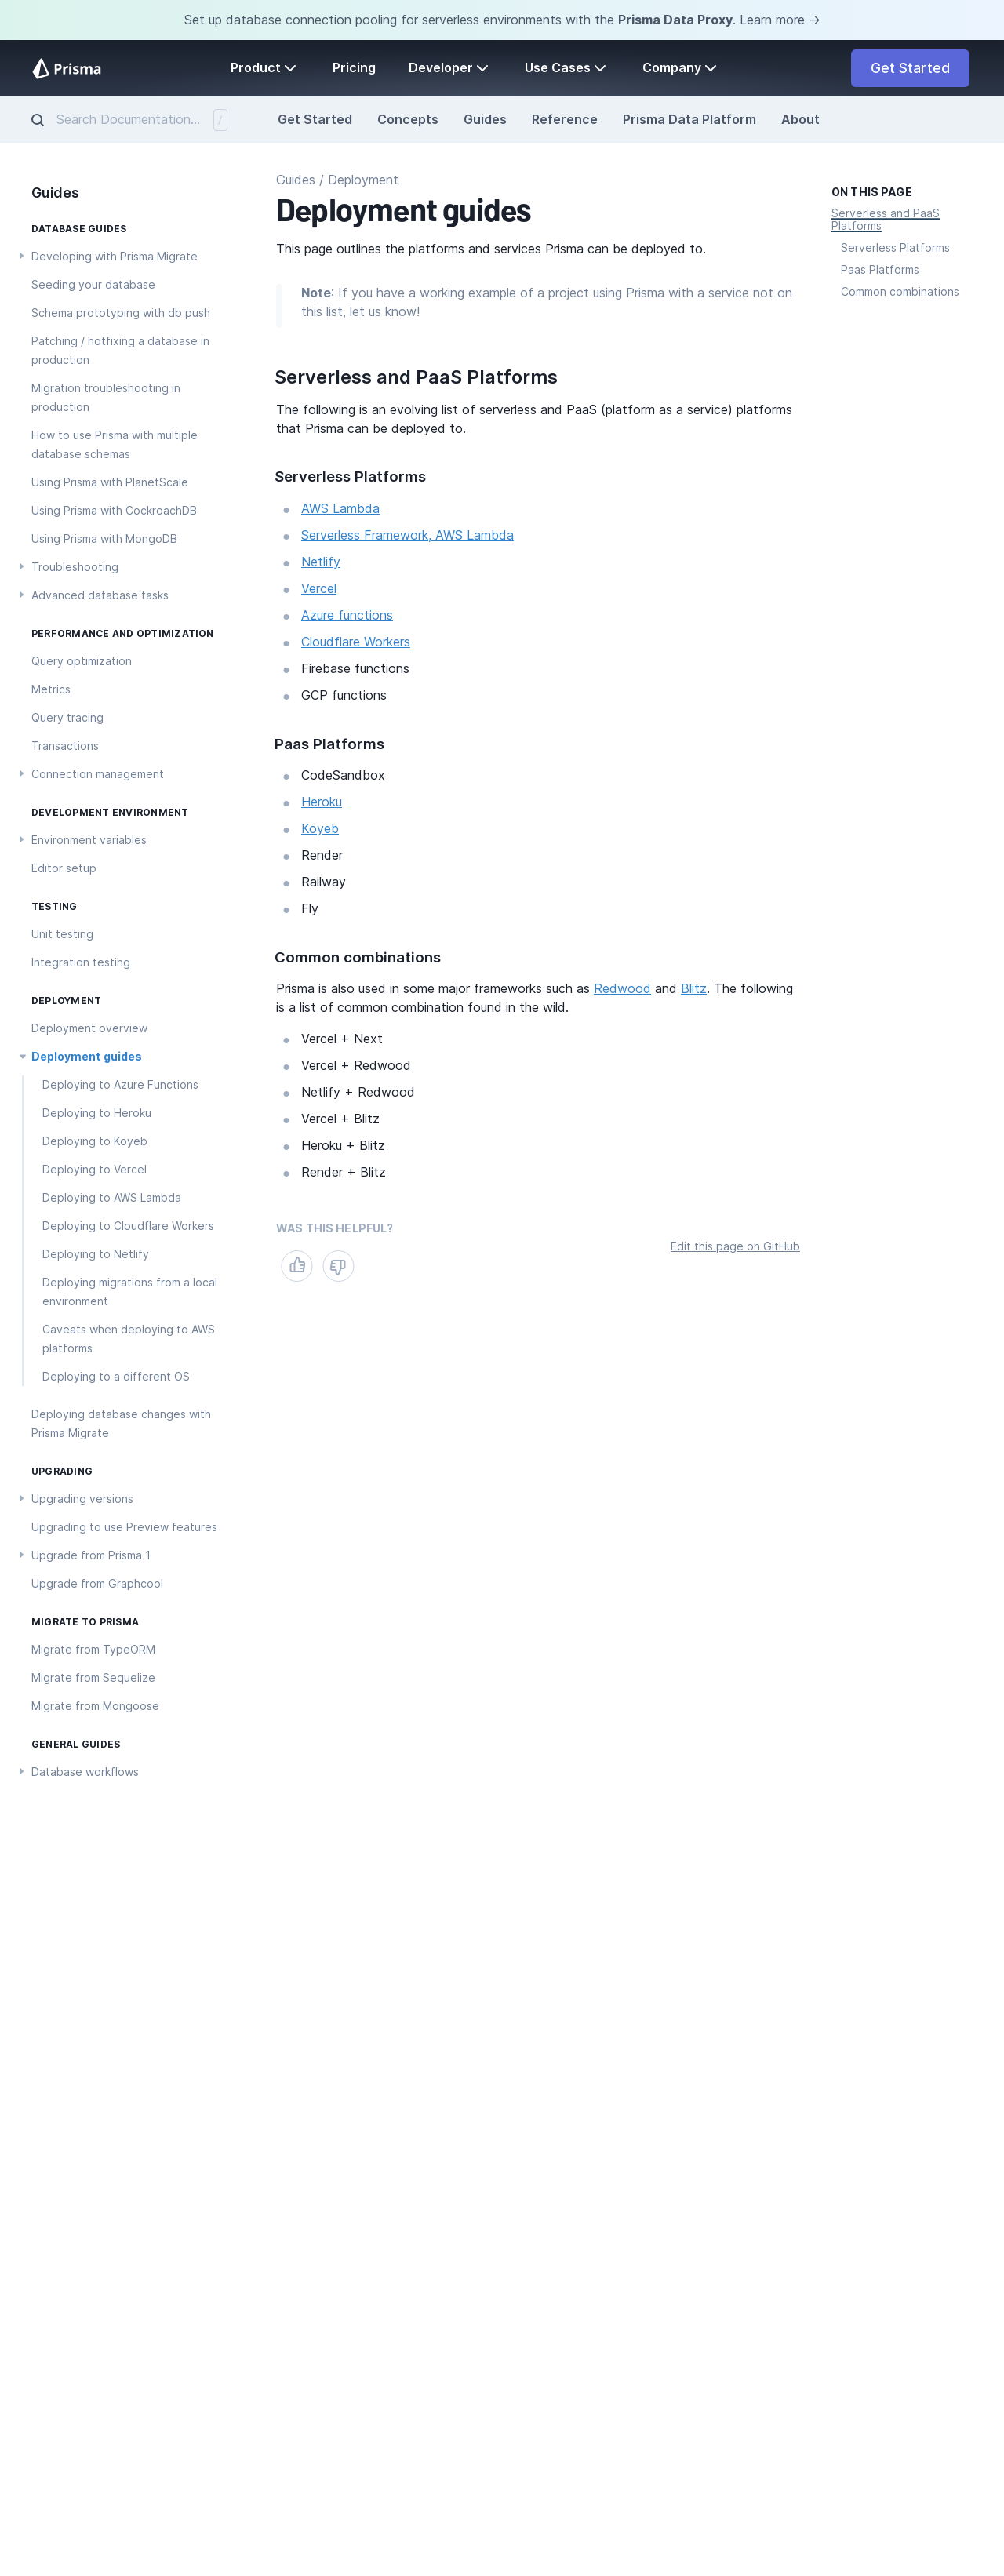 Set up database connection pooling for serverless environments with the Prisma Data Proxy. Learn more →
Prisma
Product
Pricing
Developer
Use Cases
Company
Get Started
Search Documentation...
/
Get Started
Concepts
Guides
Reference
Prisma Data Platform
About
Guides
DATABASE GUIDES
Developing with Prisma Migrate
Seeding your database
Schema prototyping with db push
Patching / hotfixing a database in
production
Migration troubleshooting in
production
How to use Prisma with multiple
database schemas
Using Prisma with PlanetScale
Using Prisma with CockroachDB
Using Prisma with MongoDB
Troubleshooting
Advanced database tasks
PERFORMANCE AND OPTIMIZATION
Query optimization
Metrics
Query tracing
Transactions
Connection management
DEVELOPMENT ENVIRONMENT
Environment variables
Editor setup
TESTING
Unit testing
Integration testing
DEPLOYMENT
Deployment overview
Deployment guides
Deploying to Azure Functions
Deploying to Heroku
Deploying to Koyeb
Deploying to Vercel
Deploying to AWS Lambda
Deploying to Cloudflare Workers
Deploying to Netlify
Deploying migrations from a local
environment
Caveats when deploying to AWS
platforms
Deploying to a different OS
Deploying database changes with
Prisma Migrate
UPGRADING
Upgrading versions
Upgrading to use Preview features
Upgrade from Prisma 1
Upgrade from Graphcool
MIGRATE TO PRISMA
Migrate from TypeORM
Migrate from Sequelize
Migrate from Mongoose
GENERAL GUIDES
Database workflows
Guides / Deployment
Deployment guides
This page outlines the platforms and services Prisma can be deployed to.
Note: If you have a working example of a project using Prisma with a service not on
this list, let us know!
Serverless and PaaS Platforms
The following is an evolving list of serverless and PaaS (platform as a service) platforms
that Prisma can be deployed to.
Serverless Platforms
AWS Lambda
Serverless Framework, AWS Lambda
Netlify
Vercel
Azure functions
Cloudflare Workers
Firebase functions
GCP functions
Paas Platforms
CodeSandbox
Heroku
Koyeb
Render
Railway
Fly
Common combinations
Prisma is also used in some major frameworks such as Redwood and Blitz. The following
is a list of common combination found in the wild.
Vercel + Next
Vercel + Redwood
Netlify + Redwood
Vercel + Blitz
Heroku + Blitz
Render + Blitz
WAS THIS HELPFUL?
Edit this page on GitHub
ON THIS PAGE
Serverless and PaaS
Platforms
Serverless Platforms
Paas Platforms
Common combinations